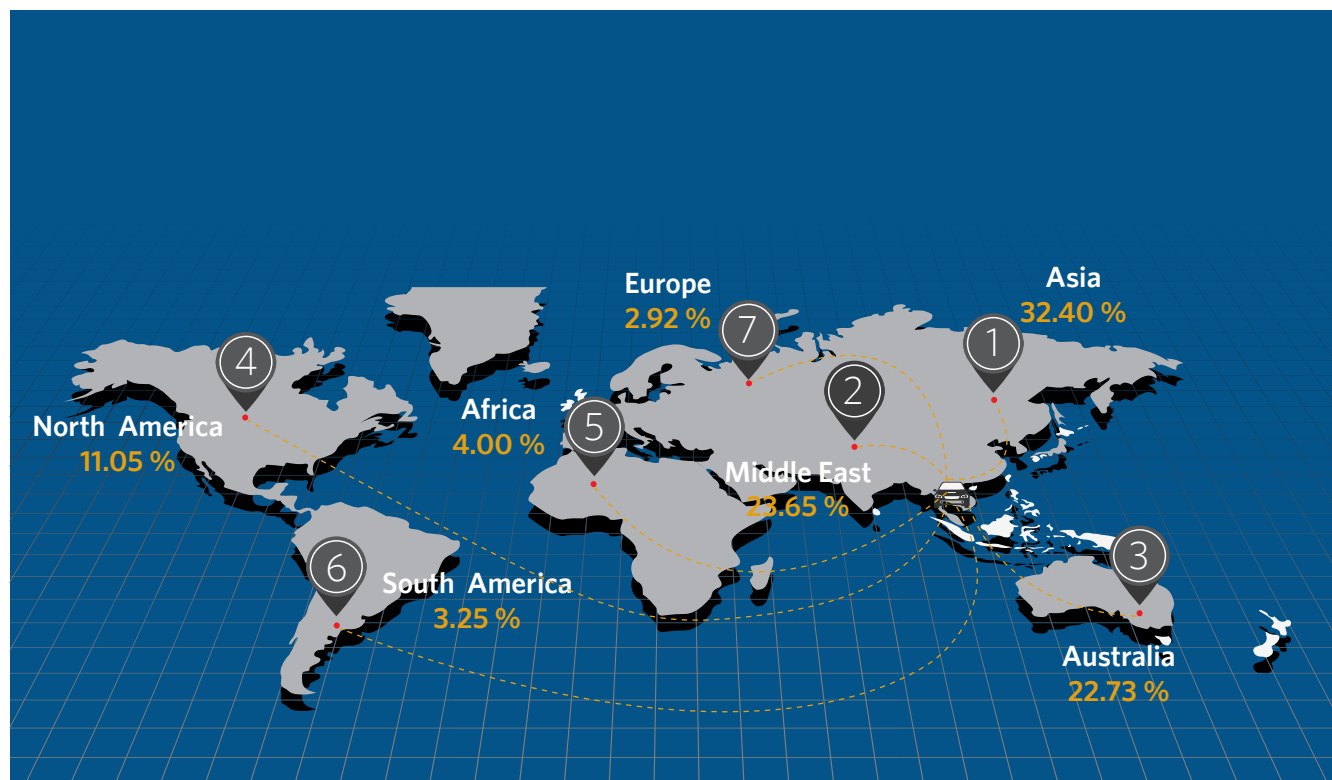 Asia
32.40 %
1
Europe
2.92 %
7
4
2
North America
11.05 %
Africa
4.00 %
5
Middle East
23.65 %
6
South America
3.25 %
3
Australia
22.73 %